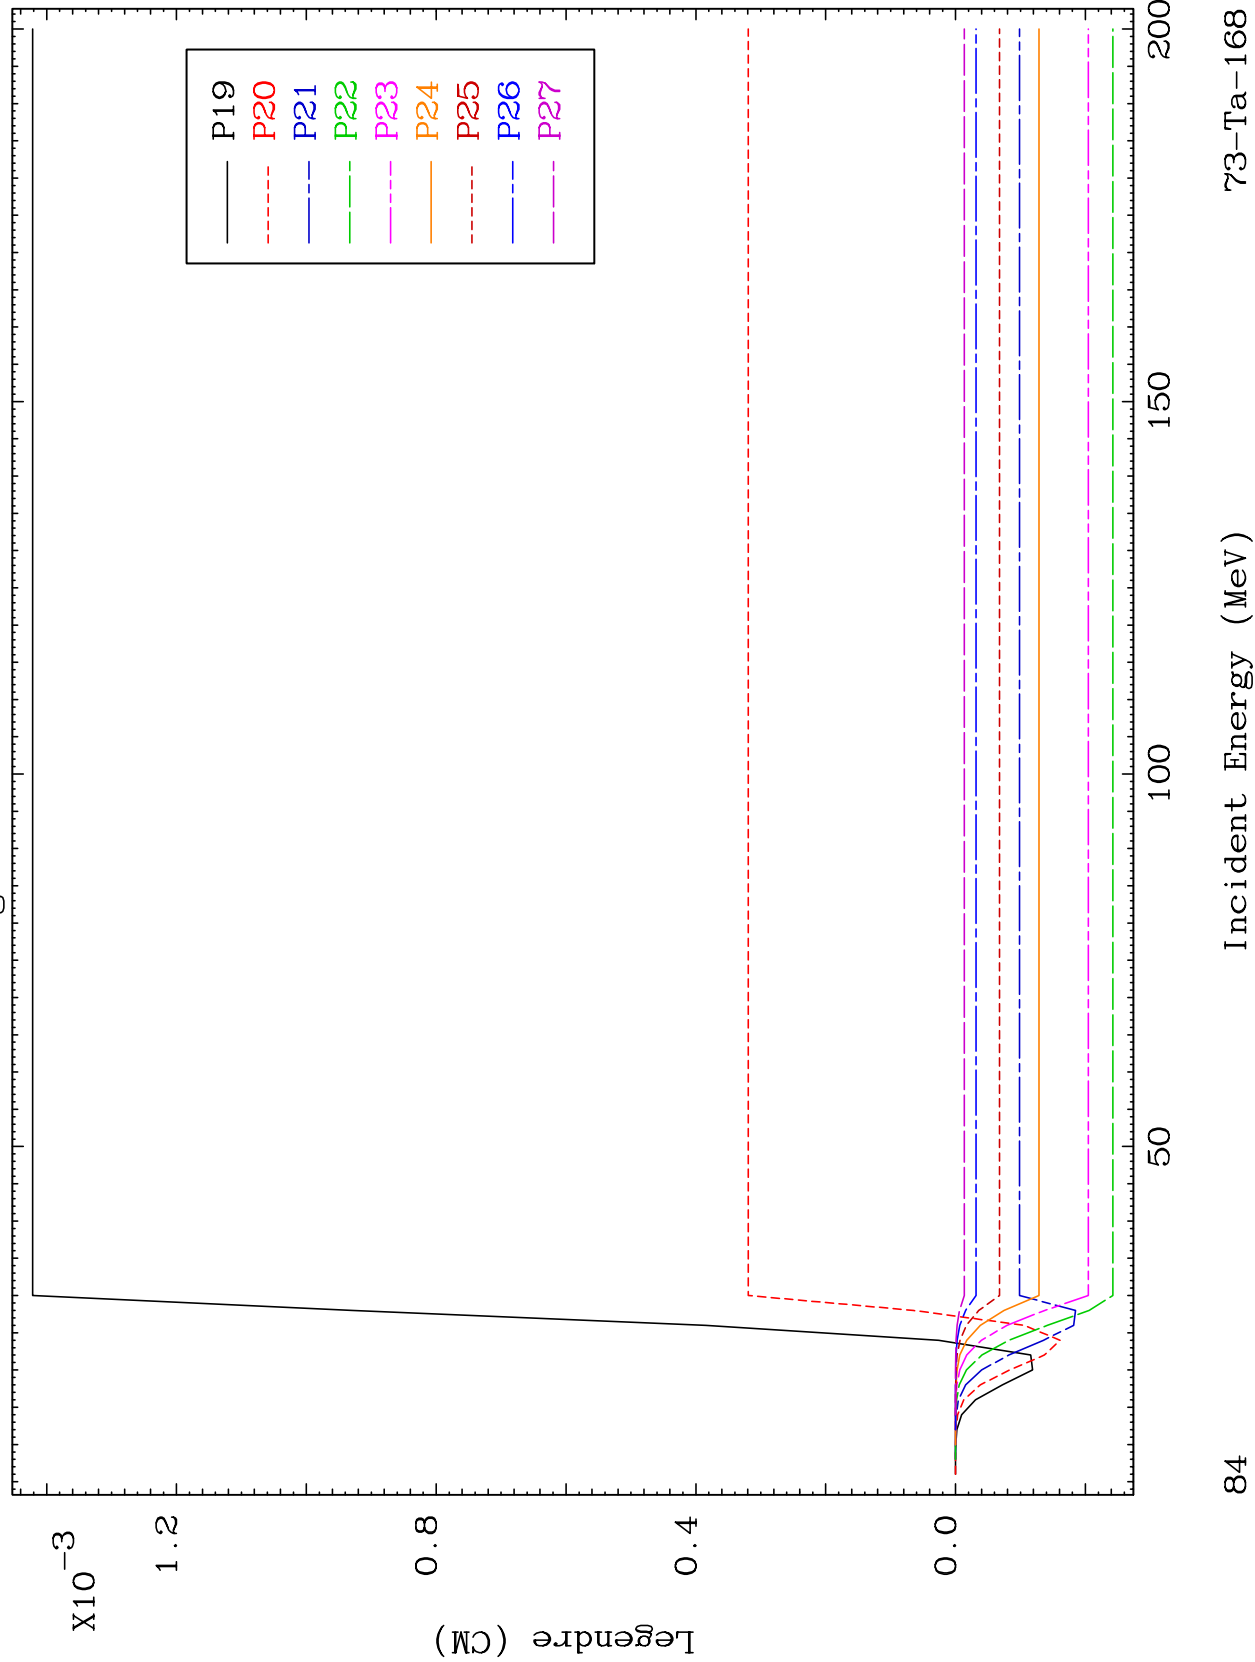 X10-3
1.2
0.8
0.4
0.0
Legendre (CM)
P19
P20
P21
P22
P23
P24
P25
P26
P27
50
100
150
200
Incident Energy (MeV)
84
73-Ta-168